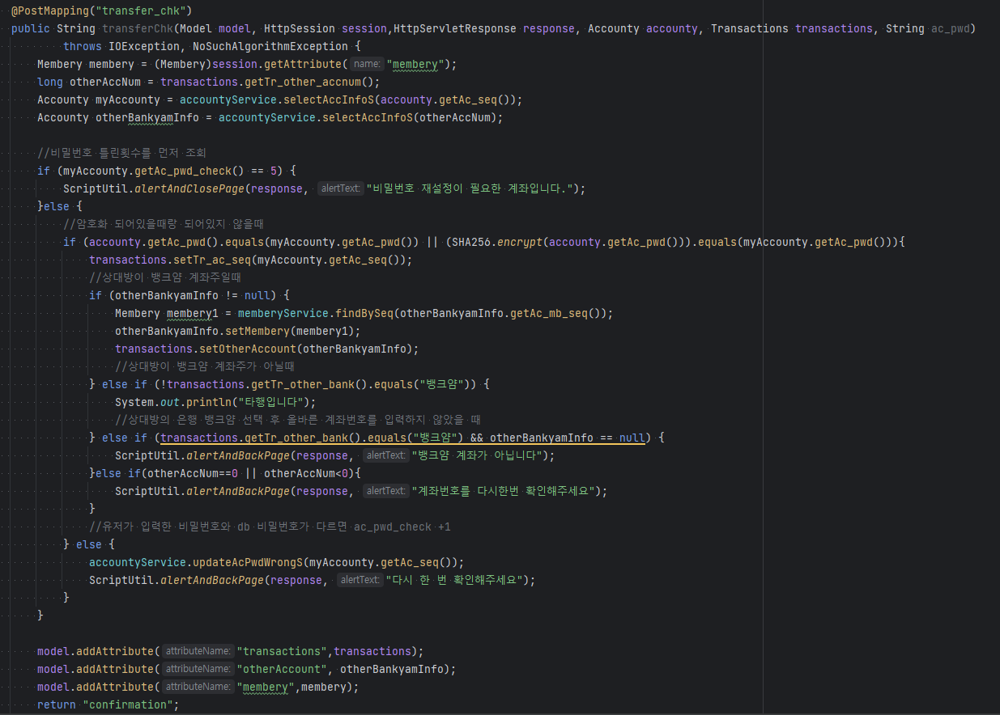 @PostMapping("transfer_chk")
public String transferChk(Model model, HttpSession session,HttpServletResponse response, Accounty accounty, Transactions transactions, String ac_pwd)
throws IOException, NoSuchAlgorithmException {
Membery membery = (Membery)session.getAttribute( name: "membery");
long otherAccNum = transactions.getTr_other_accnum();
Accounty myAccounty = accountyService.selectAccInfoS(accounty.getAc_seq());
Accounty otherBankyamInfo = accountyService.selectAccInfoS(otherAccNum);
//비밀번호 틀린횟수를 먼저 조회
if (myAccounty.getAc_pwd_check() == 5) {
ScriptUtil.alertAndClosePage(response, alertText: "비밀번호 재설정이 필요한 계좌입니다.");
}else {
//암호화 되어있을때랑 되어있지 않을때
if (accounty.getAc_pwd().equals(myAccounty.getAc_pwd()) || (SHA256.encrypt(accounty.getAc_pwd())).equals(myAccounty.getAc_pwd())){
transactions.setTr_ac_seq(myAccounty.getAc_seq());
//상대방이 뱅크얌 계좌주일때
if (otherBankyamInfo != null) {
Membery membery1 = memberyService.findBySeq(otherBankyamInfo.getAc_mb_seq());
otherBankyamInfo.setMembery(membery1);
transactions.setOtherAccount(otherBankyamInfo);
//상대방이 뱅크얌 계좌주가 아닐때
} else if (!transactions.getTr_other_bank().equals("뱅크얌")) {
System.out.println("타행입니다");
//상대방의 은행 뱅크얌 선택 후 올바른 계좌번호를 입력하지 않았을 때
} else if (transactions.getTr_other_bank().equals("뱅크얌") && otherBankyamInfo == null) {
ScriptUtil.alertAndBackPage(response, alertText: "뱅크얌 계좌가 아닙니다");
}else if(otherAccNum==0 || otherAccNum<0){
ScriptUtil.alertAndBackPage(response, alertText: "계좌번호를 다시한번 확인해주세요");
}
//유저가 입력한 비밀번호와 db 비밀번호가 다르면 ac_pwd_check +1
} else {
accountyService.updateAcPwdWrongS(myAccounty.getAc_seq());
ScriptUtil.alertAndBackPage(response, alertText: "다시 한 번 확인해주세요");
}
}
model.addAttribute( attributeName: "transactions",transactions);
model.addAttribute( attributeName: "otherAccount", otherBankyamInfo);
model.addAttribute( attributeName: "membery",membery);
return "confirmation";